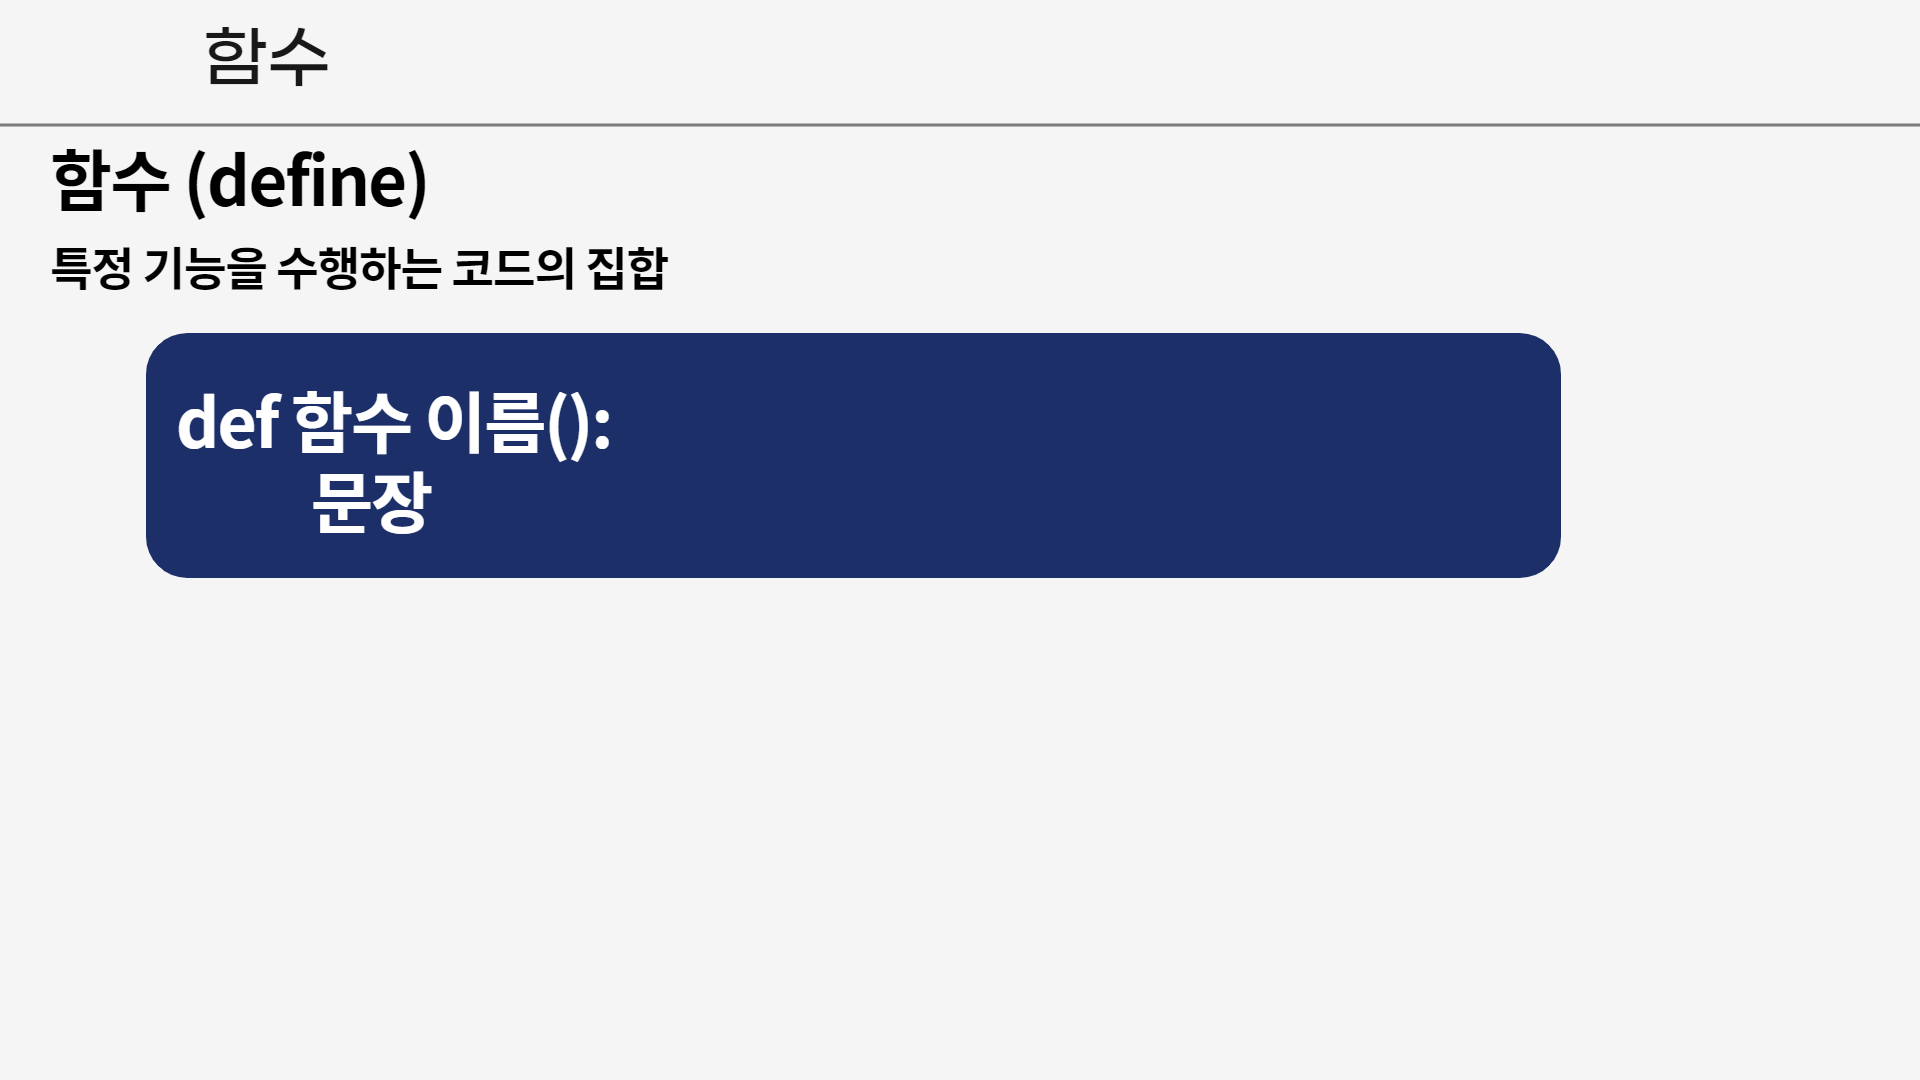 함수
함수 (define)
특정 기능을 수행하는 코드의 집합
def 함수 이름():
문장